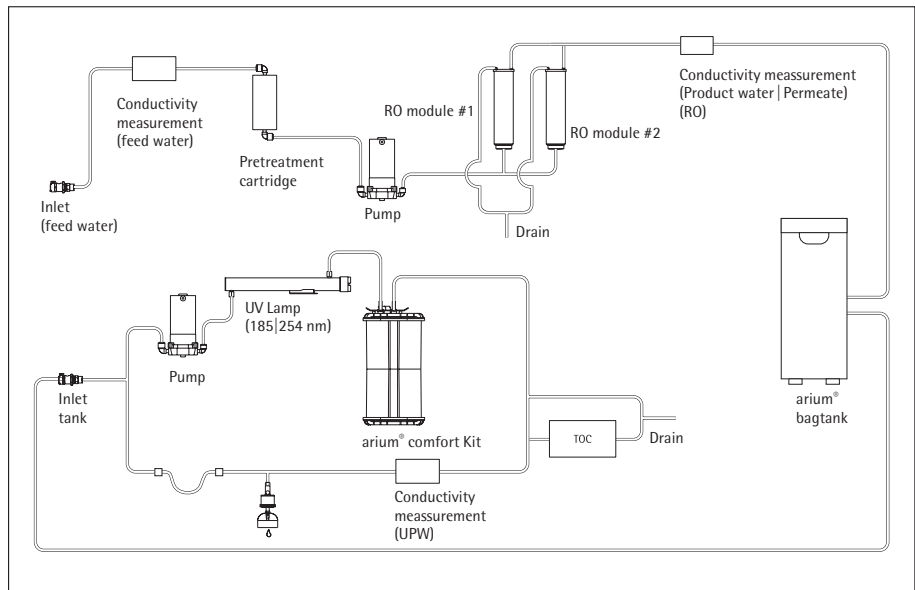 Conductivity
measurement
(feed water)
Inlet
(feed water)
Pretreatment
cartridge
Pump
RO module #1
RO module #2
Drain
Conductivity meassurement
(Product water | Permeate)
(RO)
UV Lamp
(185|254 nm)
Pump
Inlet
tank
arium® comfort Kit
TOC
Drain
arium®
bagtank
Conductivity
meassurement
(UPW)